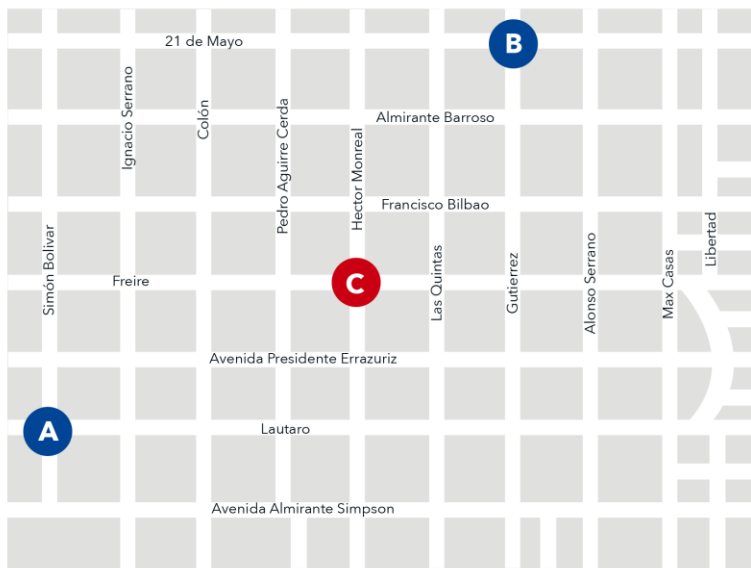 21 de Mayo
B
Ignacio Serrano
Colón
Pedro Aguirre Cerda
Hector Monreal
Almirante Barroso
Francisco Bilbao
Simón Bolivar
Freire
C
Las Quintas
Gutierrez
Alonso Serrano
Max Casas
Libertad
Avenida Presidente Errazuriz
A
Lautaro
Avenida Almirante Simpson